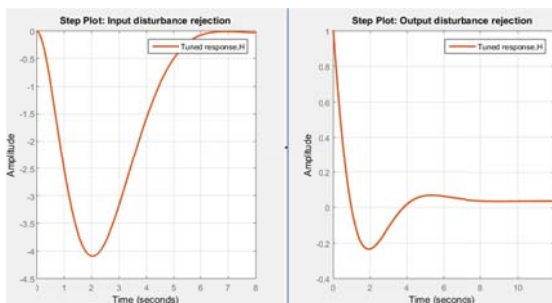 Step Plot: Input disturbance rejection
Tuned response,H
Amplitude
0
-0.5
-1
-1.5
-2
-2.5
-3
-3.5
-4
-4.5
0 1 2 3 4 5 6 7 8
Time (seconds)
Step Plot: Output disturbance rejection
Tuned response,H
Amplitude
1
0.8
0.6
0.4
0.2
0
-0.2
-0.4
0 2 4 6 8 10
Time (seconds)